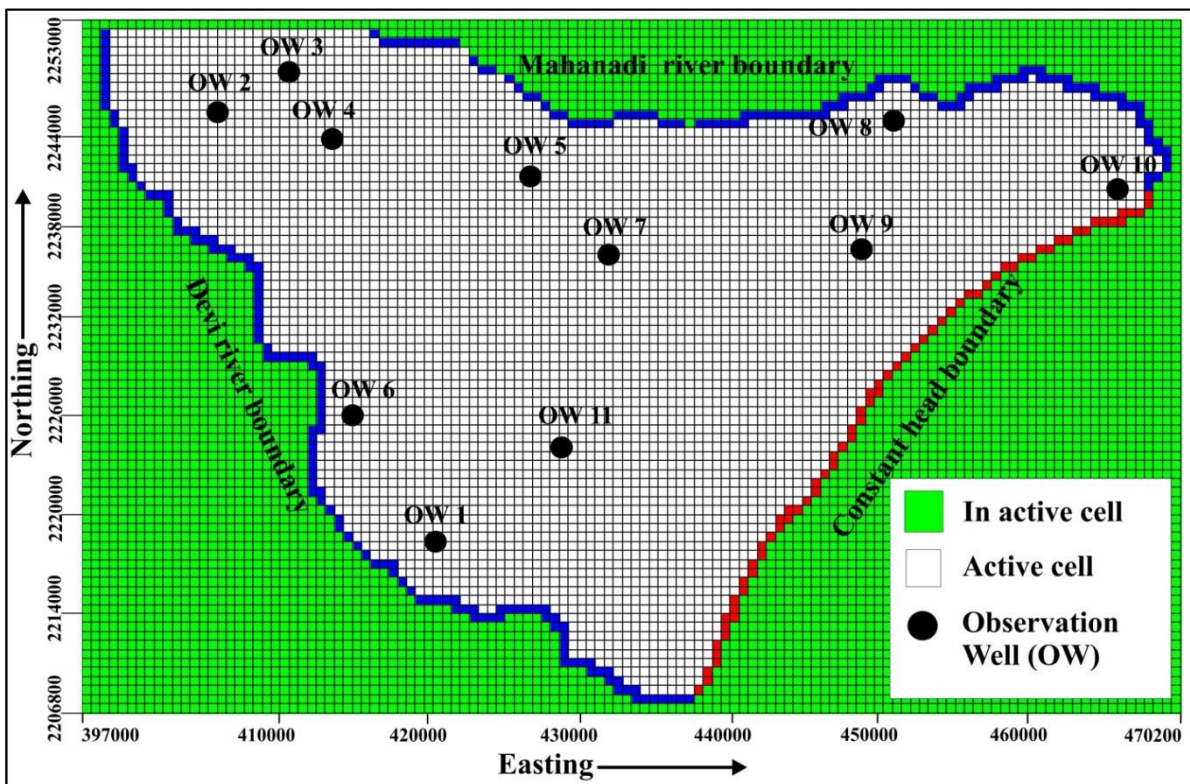 2253000
2244000
2238000
2232000
2226000
2220000
2214000
2206800
Northing
OW 3
OW 2
OW 4
Mahanadi river boundary
OW 8
OW 5
OW 10
OW 7
OW 9
Devi river boundary
OW 6
OW 11
OW 1
Constant head boundary
In active cell
Active cell
Observation
Well (OW)
397000
410000
420000
430000
440000
450000
460000
470200
Easting